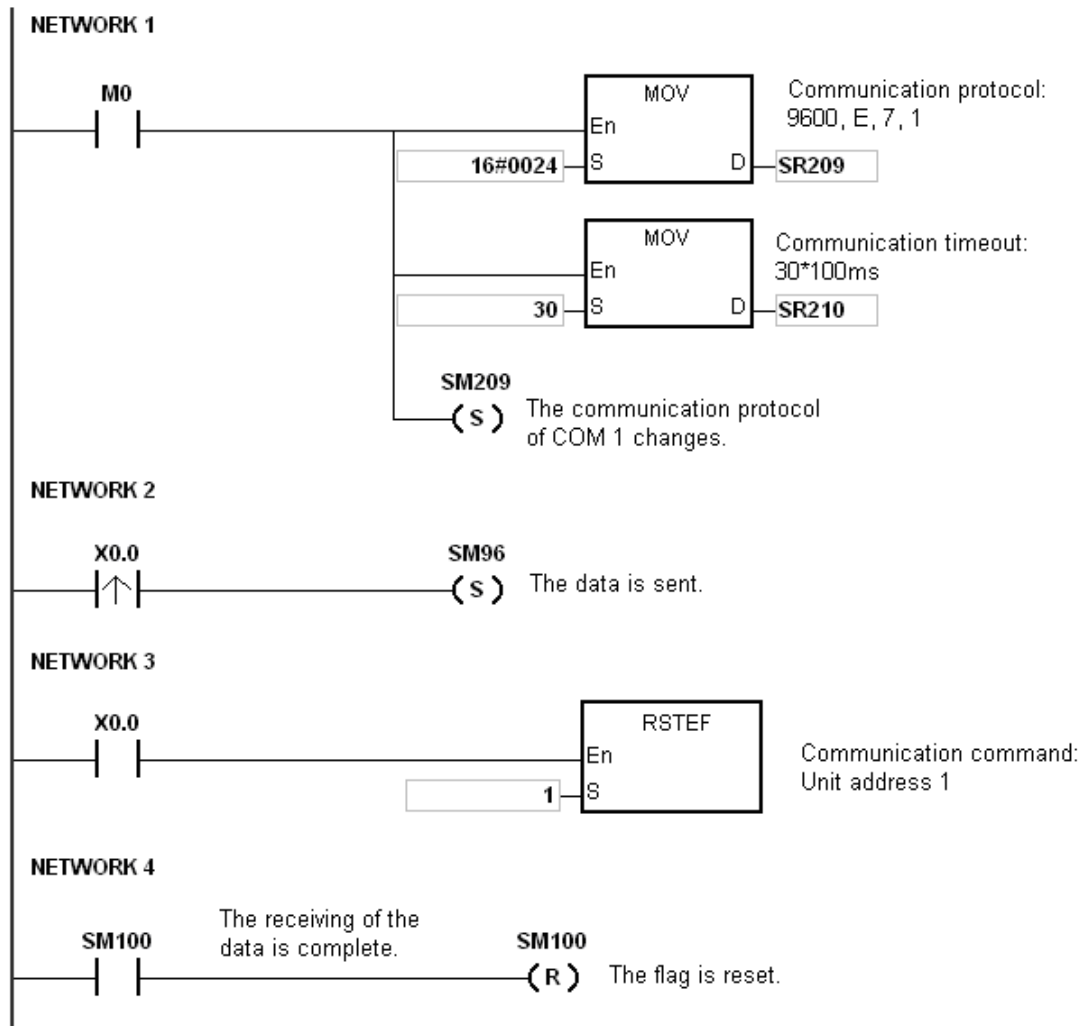 NETWORK 1
M0
MOV
Communication protocol:
9600, E, 7, 1
En
16#0024 S D SR209
MOV
Communication timeout:
30*100ms
En
30 S D SR210
SM209
( S ) The communication protocol
of COM 1 changes.
NETWORK 2
X0.0 SM96
( S ) The data is sent.
NETWORK 3
X0.0
RSTEF
En
Communication command:
Unit address 1
1 S
NETWORK 4
The receiving of the
data is complete.
SM100 SM100
( R ) The flag is reset.